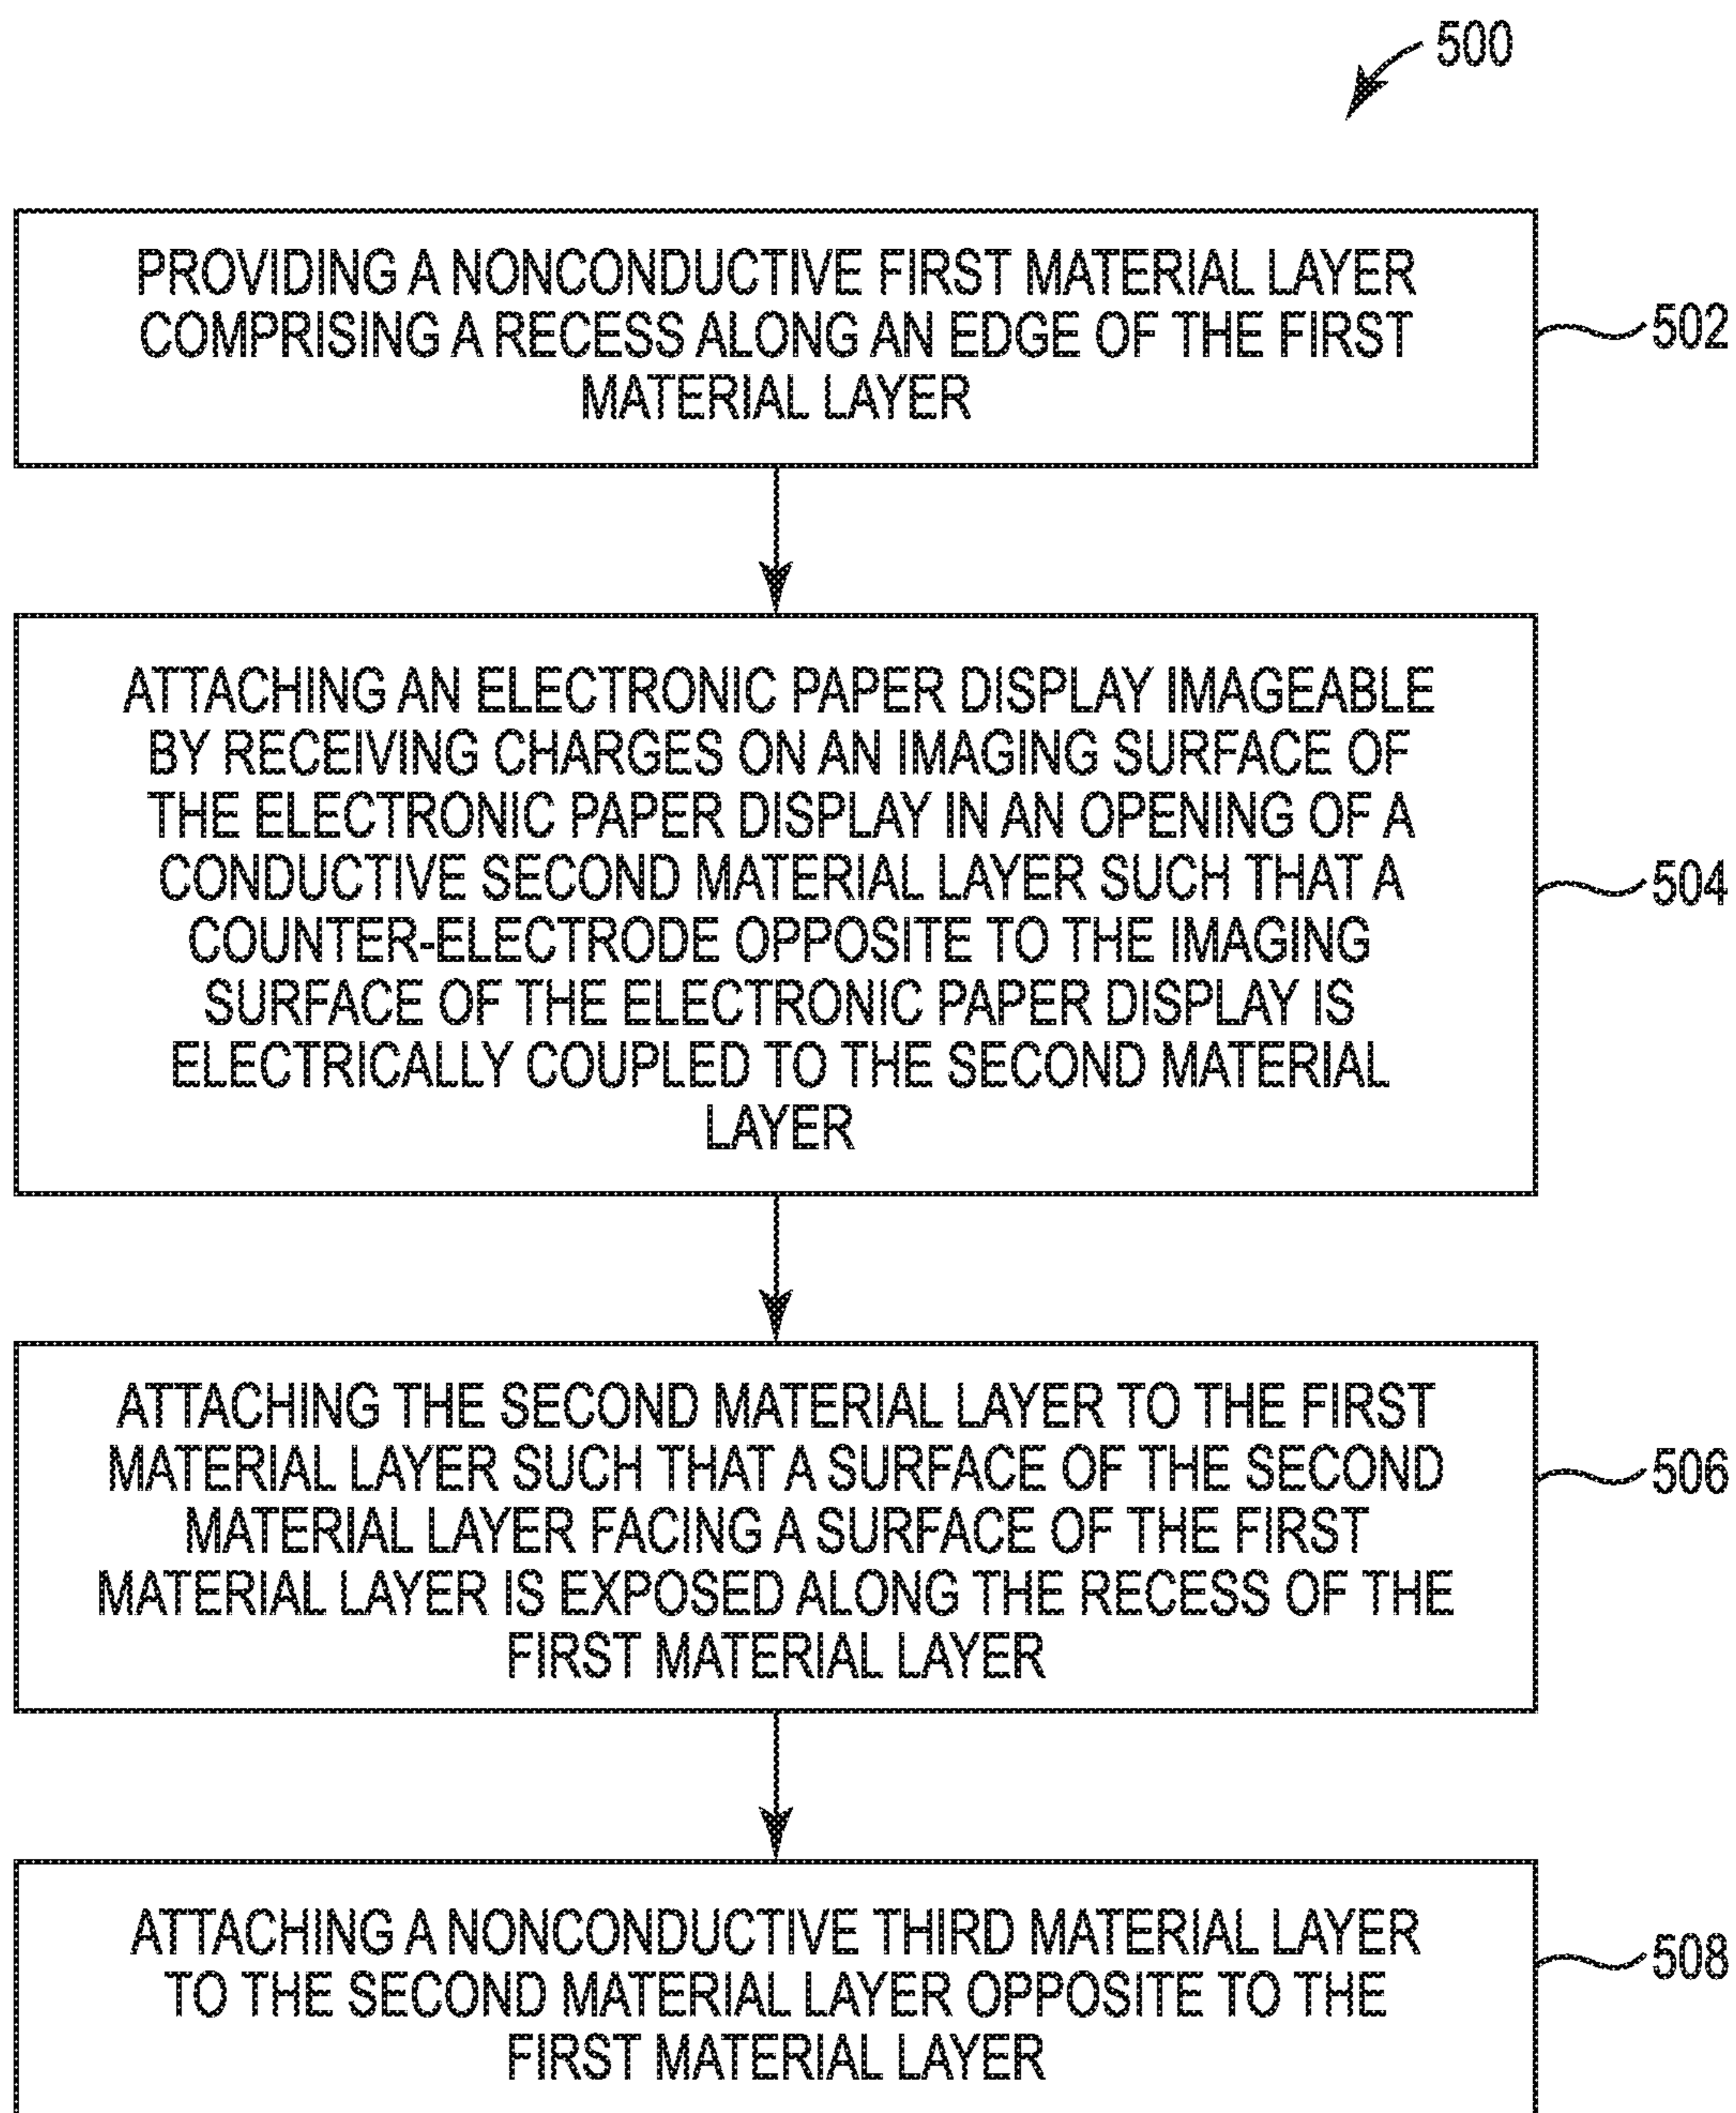 500
PROVIDING A NONCONDUCTIVE FIRST MATERIAL LAYER
COMPRISING A RECESS ALONG AN EDGE OF THE FIRST
MATERIAL LAYER
502
ATTACHING AN ELECTRONIC PAPER DISPLAY IMAGEABLE
BY RECEIVING CHARGES ON AN IMAGING SURFACE OF
THE ELECTRONIC PAPER DISPLAY IN AN OPENING OF A
CONDUCTIVE SECOND MATERIAL LAYER SUCH THAT A
COUNTER-ELECTRODE OPPOSITE TO THE IMAGING
SURFACE OF THE ELECTRONIC PAPER DISPLAY IS
ELECTRICALLY COUPLED TO THE SECOND MATERIAL
LAYER
504
ATTACHING THE SECOND MATERIAL LAYER TO THE FIRST
MATERIAL LAYER SUCH THAT A SURFACE OF THE SECOND
MATERIAL LAYER FACING A SURFACE OF THE FIRST
MATERIAL LAYER IS EXPOSED ALONG THE RECESS OF THE
FIRST MATERIAL LAYER
506
ATTACHING A NONCONDUCTIVE THIRD MATERIAL LAYER
TO THE SECOND MATERIAL LAYER OPPOSITE TO THE
FIRST MATERIAL LAYER
508